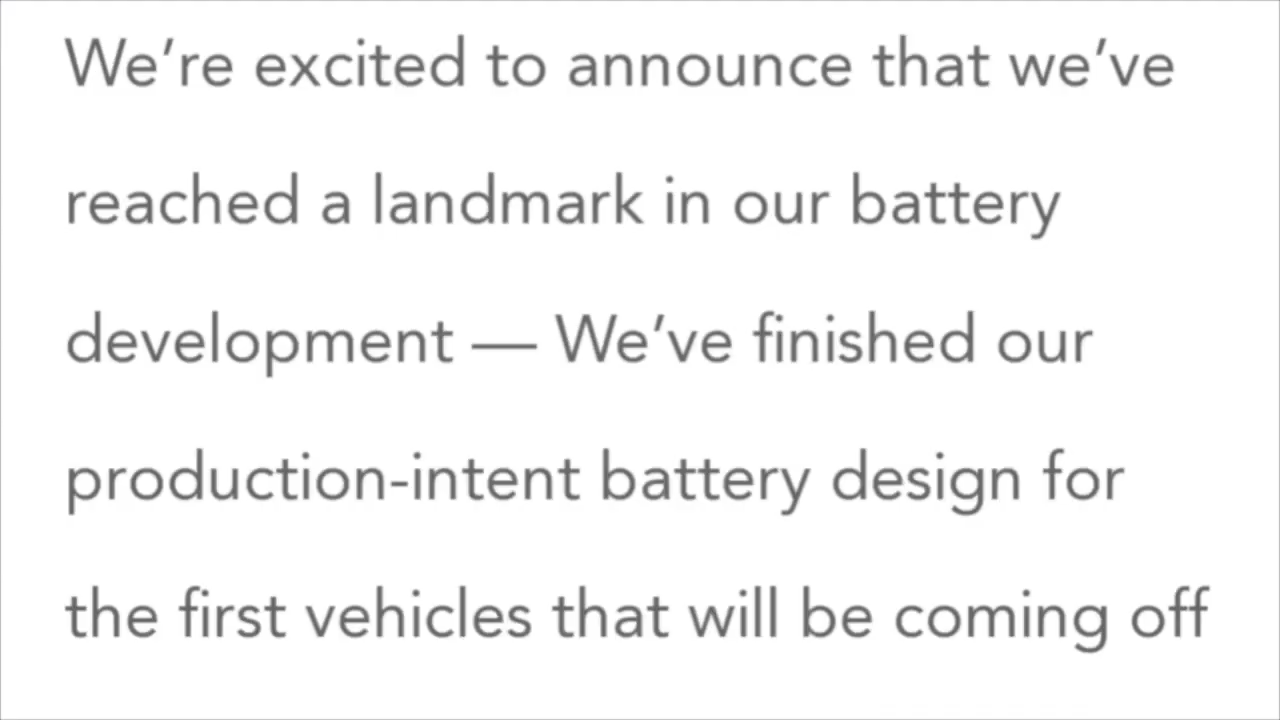 We’re excited to announce that we’ve
reached a landmark in our battery
development — We’ve finished our
production-intent battery design for
the first vehicles that will be coming off